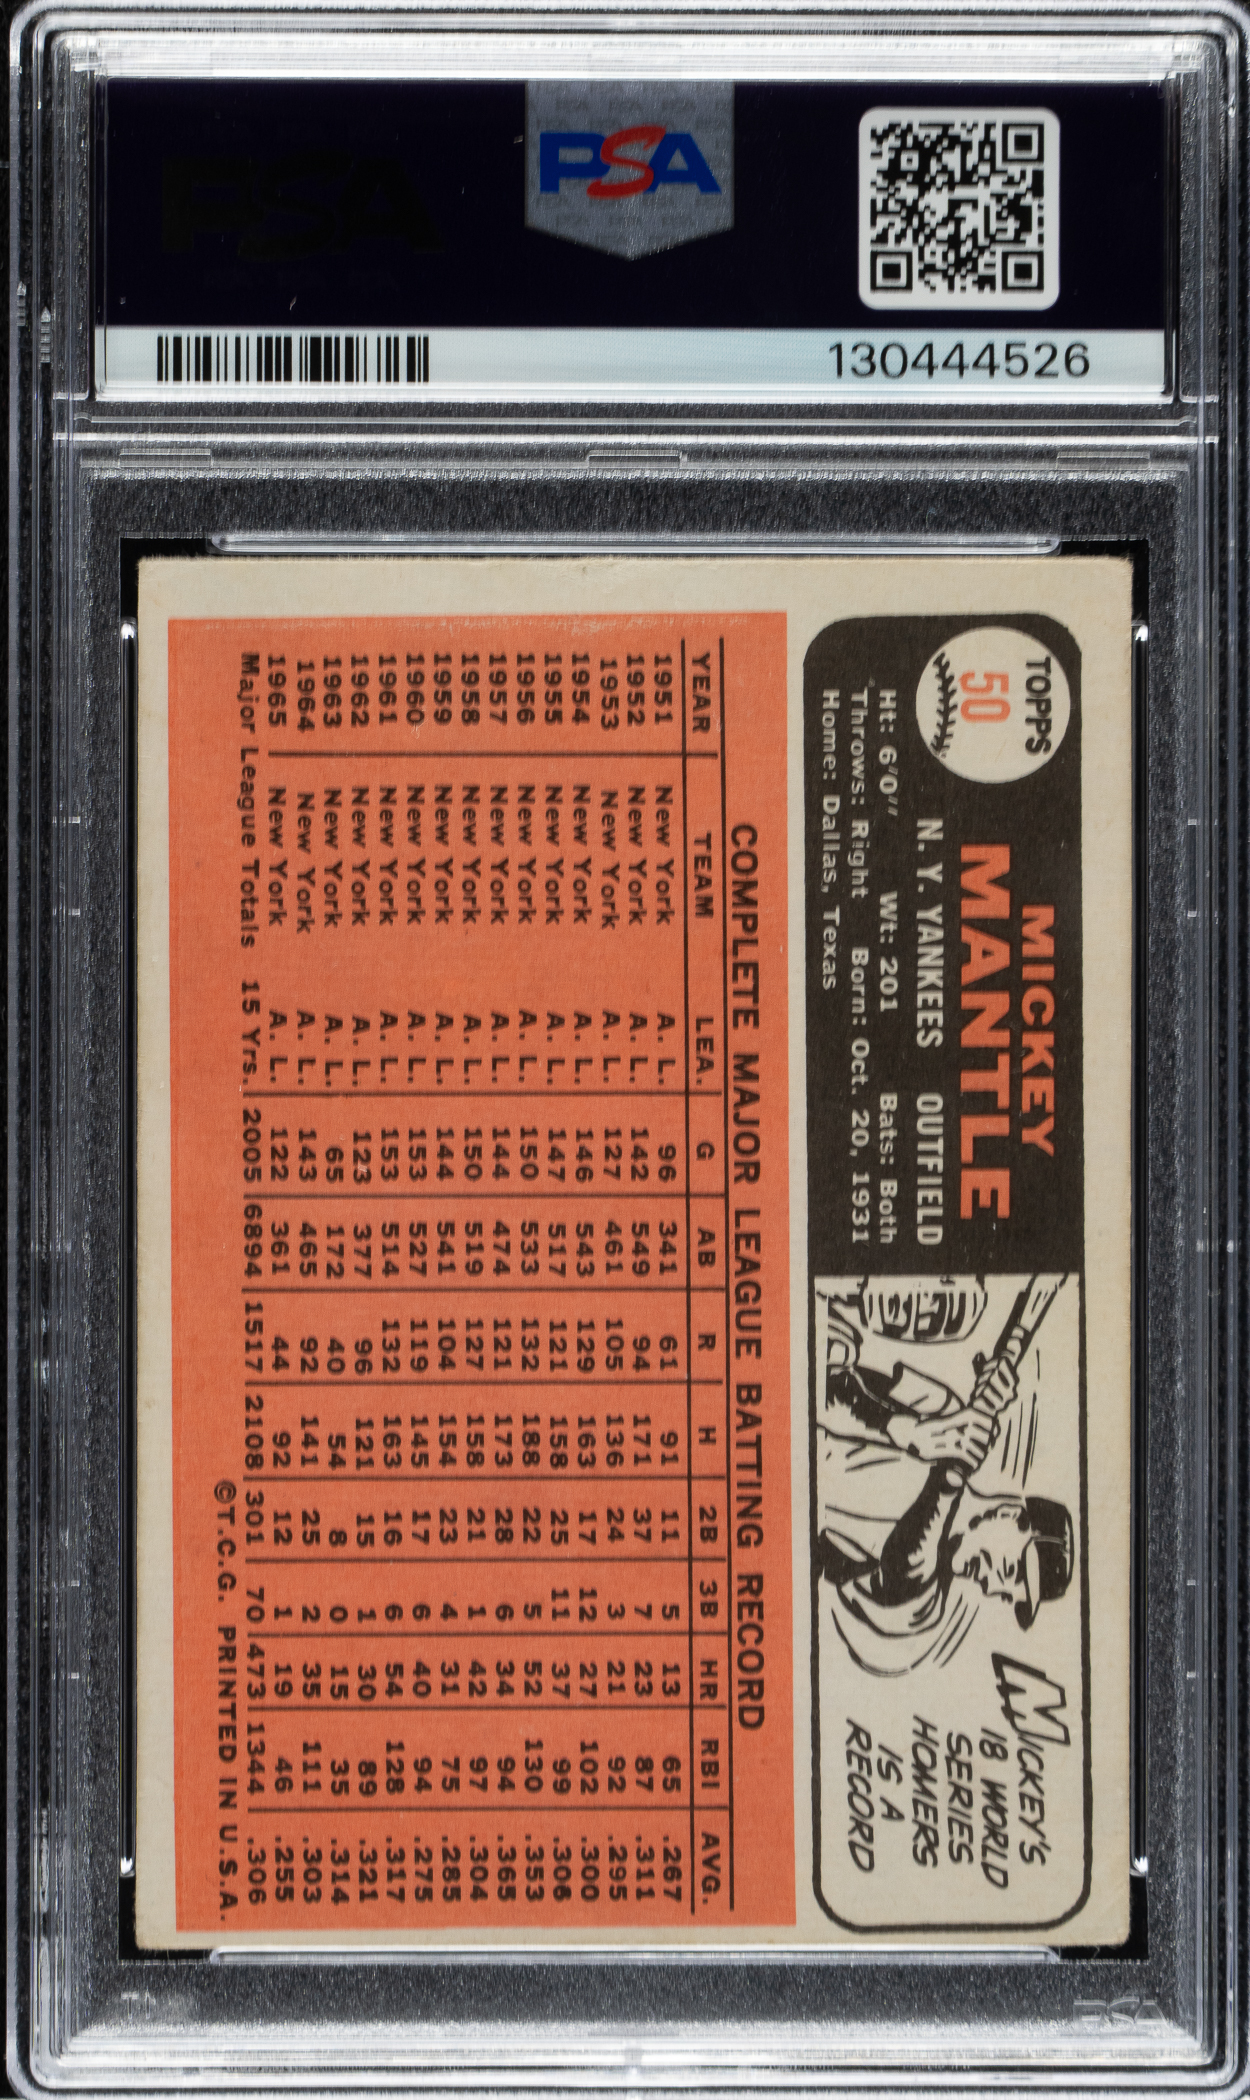 PSA
130444526
TOPPS
50
MICKEY
MANTLE
N. Y. YANKEES OUTFIELD
Ht: 6'0" Wt: 201 Bats: Both
Throws: Right Born: Oct. 20, 1931
Home: Dallas, Texas
MICKEY'S
18 WORLD
SERIES
HOMERS
IS A
RECORD
COMPLETE MAJOR LEAGUE BATTING RECORD
YEAR TEAM LEA. G AB R H 2B 3B HR RBI AVG.
1951 New York A. L. 96 341 61 91 11 5 13 65 .267
1952 New York A. L. 142 549 94 171 37 7 23 87 .311
1953 New York A. L. 127 461 105 136 24 3 21 92 .295
1954 New York A. L. 146 543 129 163 17 12 27 102 .300
1955 New York A. L. 147 517 121 158 25 11 37 99 .306
1956 New York A. L. 150 533 132 188 22 5 52 130 .353
1957 New York A. L. 144 474 121 173 28 6 34 94 .365
1958 New York A. L. 150 519 127 158 21 1 42 97 .304
1959 New York A. L. 144 541 104 154 23 4 31 75 .285
1960 New York A. L. 153 527 119 145 17 6 40 94 .275
1961 New York A. L. 153 514 132 163 16 6 54 128 .317
1962 New York A. L. 123 377 96 121 15 1 30 89 .321
1963 New York A. L. 65 172 40 54 8 0 15 35 .314
1964 New York A. L. 143 465 92 141 25 2 35 111 .303
1965 New York A. L. 122 361 44 92 12 1 19 46 .255
Major League Totals 15 Yrs. 2005 6894 1517 2108 301 70 473 1344 .306
©T.C.G. PRINTED IN U.S.A.
PSA